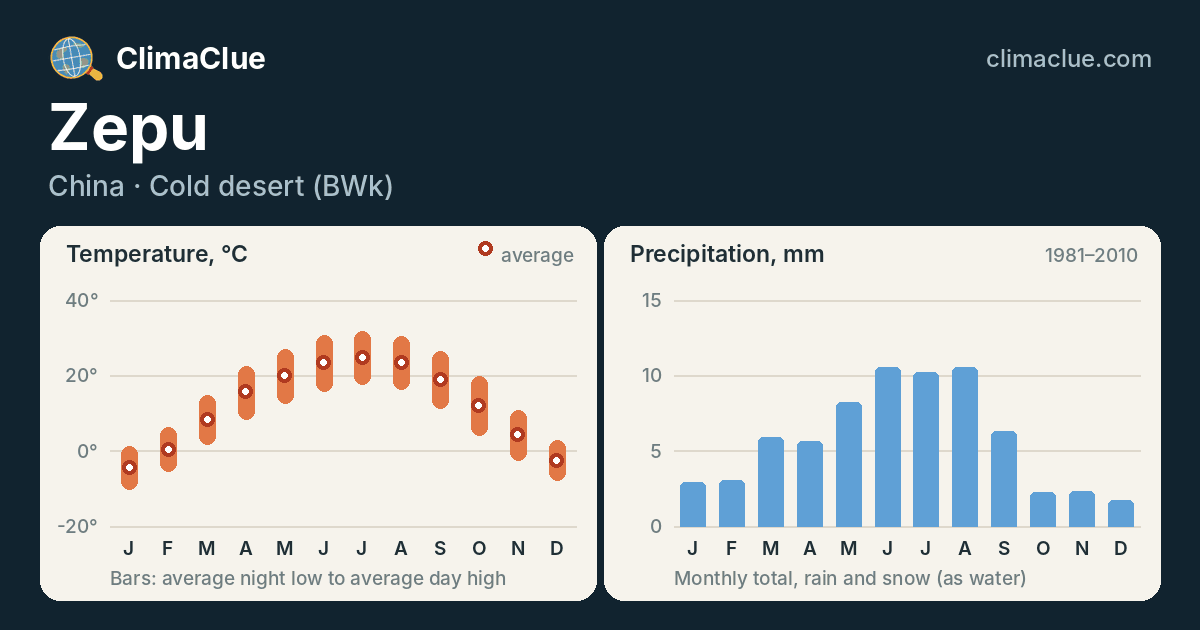 ClimaClue
climaclue.com
Zepu
China · Cold desert (BWk)
Temperature, °C
average
40°
20°
0°
-20°
J F M A M J J A S O N D
Bars: average night low to average day high
Precipitation, mm
1981–2010
15
10
5
0
J F M A M J J A S O N D
Monthly total, rain and snow (as water)